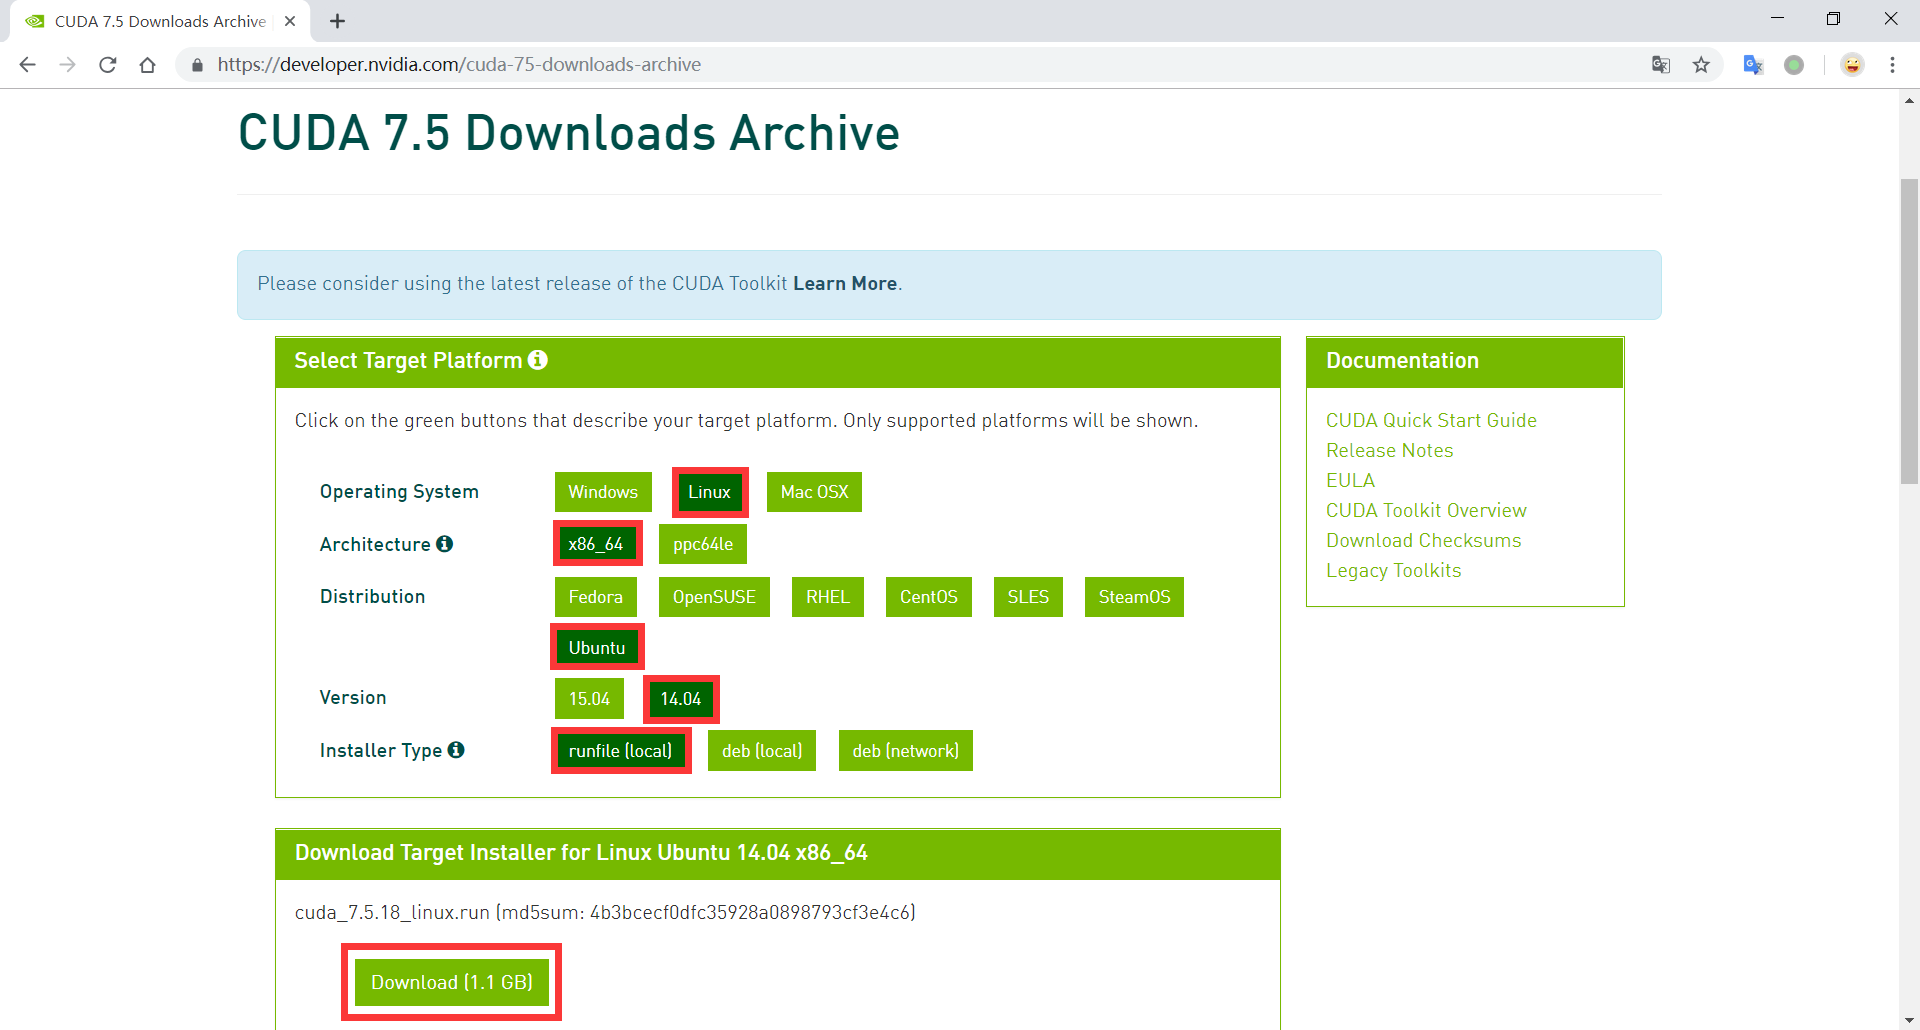 CUDA 7.5 Downloads Archive
https://developer.nvidia.com/cuda-75-downloads-archive
CUDA 7.5 Downloads Archive
Please consider using the latest release of the CUDA Toolkit Learn More.
Select Target Platform
Click on the green buttons that describe your target platform. Only supported platforms will be shown.
Operating System Windows Linux Mac OSX
Architecture x86_64 ppc64le
Distribution Fedora OpenSUSE RHEL CentOS SLES SteamOS
Ubuntu
Version 15.04 14.04
Installer Type runfile (local) deb (local) deb (network)
Documentation
CUDA Quick Start Guide
Release Notes
EULA
CUDA Toolkit Overview
Download Checksums
Legacy Toolkits
Download Target Installer for Linux Ubuntu 14.04 x86_64
cuda_7.5.18_linux.run (md5sum: 4b3bcecf0dfc35928a0898793cf3e4c6)
Download (1.1 GB)